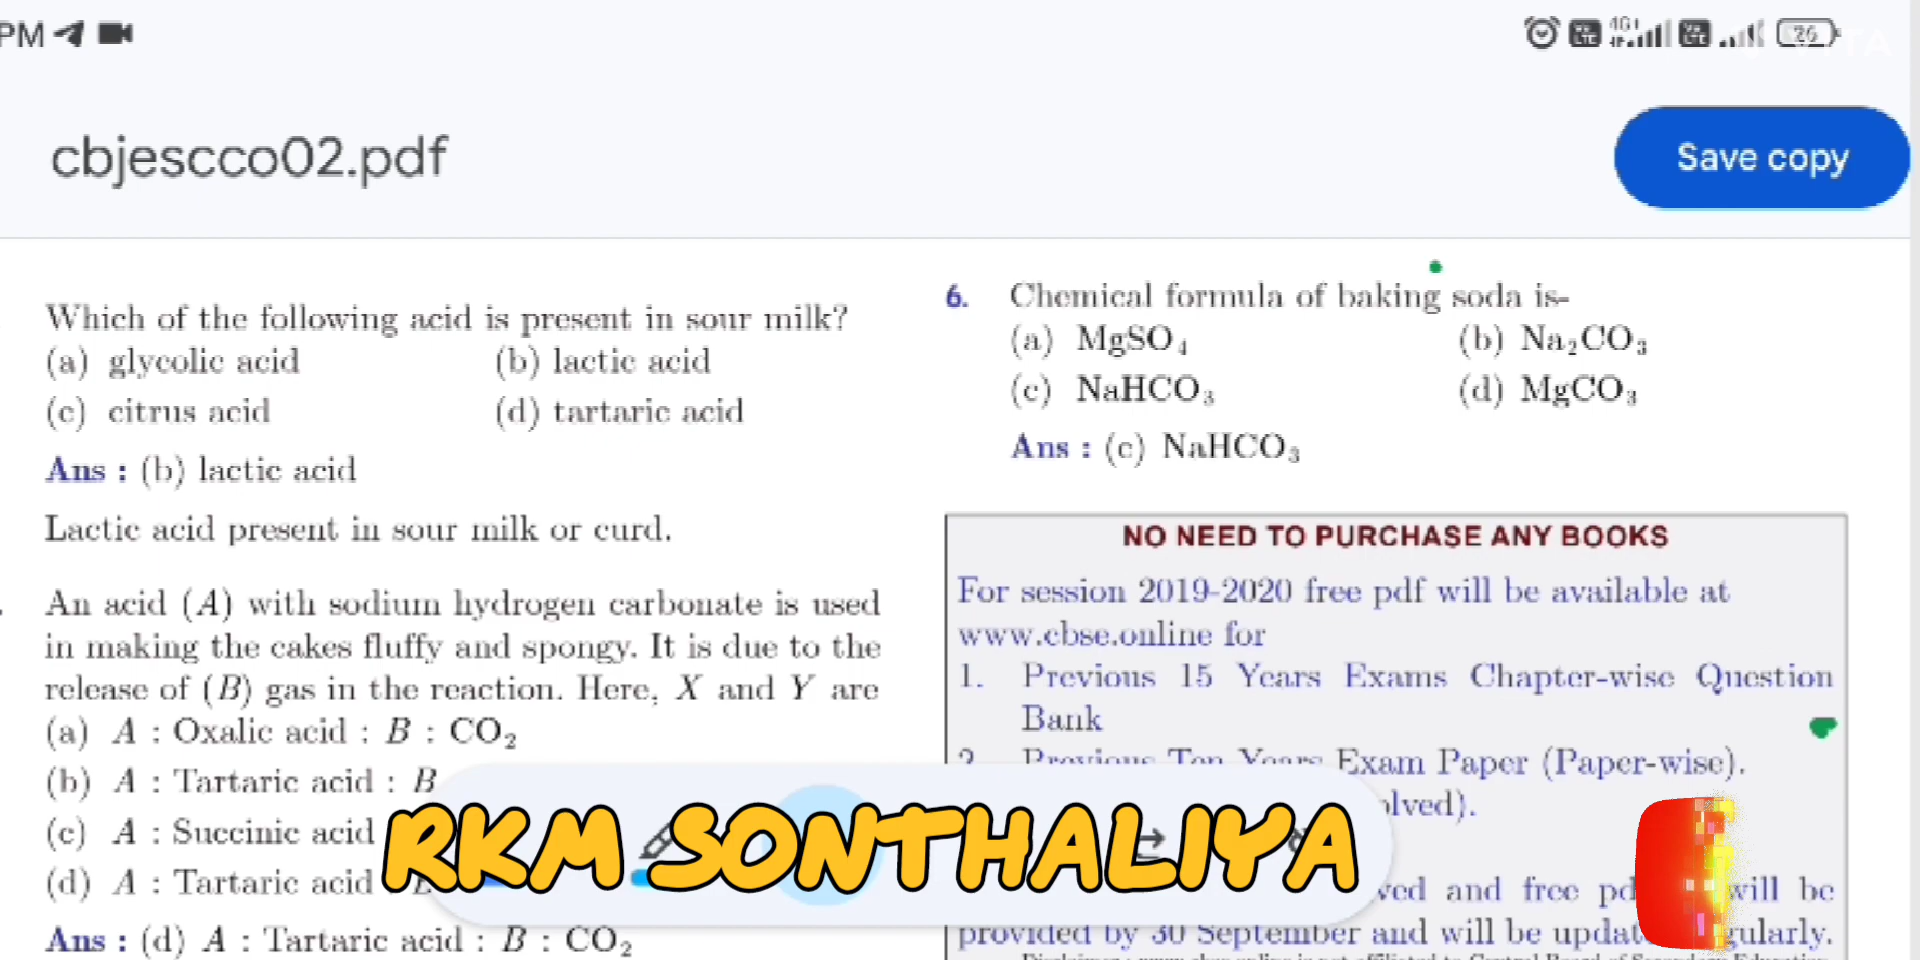 PM
4G+
26
cbjescco02.pdf
Save copy
Which of the following acid is present in sour milk?
(a) glycolic acid (b) lactic acid
(c) citrus acid (d) tartaric acid
Ans : (b) lactic acid
Lactic acid present in sour milk or curd.
An acid (A) with sodium hydrogen carbonate is used
in making the cakes fluffy and spongy. It is due to the
release of (B) gas in the reaction. Here, X and Y are
(a) A : Oxalic acid : B : CO₂
(b) A : Tartaric acid : B
(c) A : Succinic acid
(d) A : Tartaric acid
Ans : (d) A : Tartaric acid : B : CO₂
6. Chemical formula of baking soda is-
(a) MgSO₄ (b) Na₂CO₃
(c) NaHCO₃ (d) MgCO₃
Ans : (c) NaHCO₃
NO NEED TO PURCHASE ANY BOOKS
For session 2019-2020 free pdf will be available at
www.cbse.online for
1. Previous 15 Years Exams Chapter-wise Question
Bank
2. Previous Ten Years Exam Paper (Paper-wise).
and free will be
provided by 30 September and will be
RKM SONTHALIYA